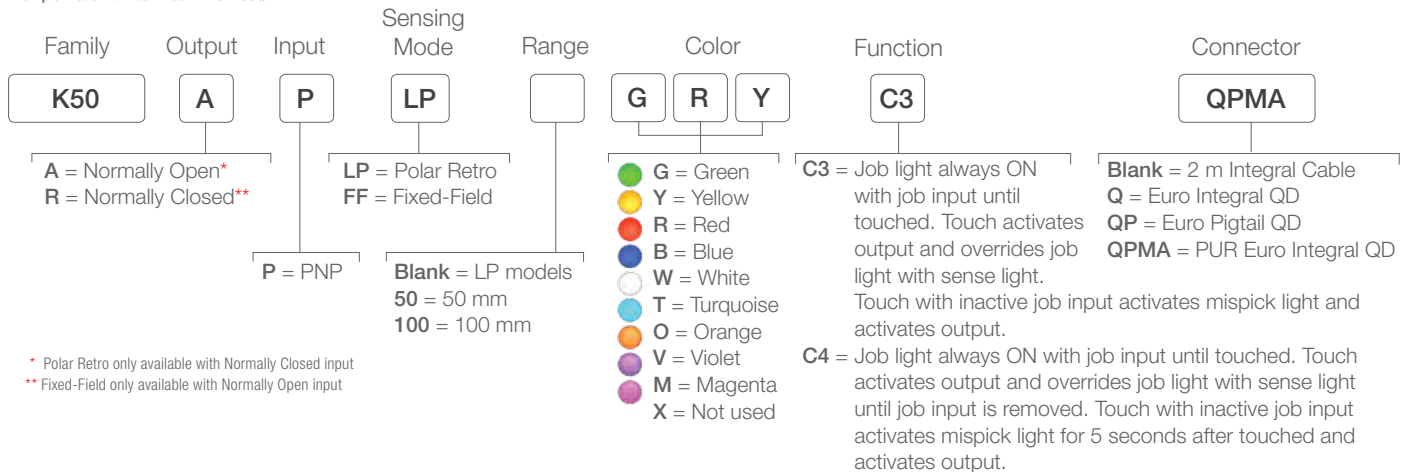 Sensing
Family Output Input Mode Range Color Function Connector
K50 A P LP G R Y C3 QPMA
A = Normally Open*
R = Normally Closed**
P = PNP
LP = Polar Retro
FF = Fixed-Field
Blank = LP models
50 = 50 mm
100 = 100 mm
G = Green
Y = Yellow
R = Red
B = Blue
W = White
T = Turquoise
O = Orange
V = Violet
M = Magenta
X = Not used
C3 = Job light always ON
with job input until
touched. Touch activates
output and overrides job
light with sense light.
Touch with inactive job input activates mispick light and
activates output.
C4 = Job light always ON with job input until touched. Touch
activates output and overrides job light with sense light
until job input is removed. Touch with inactive job input
activates mispick light for 5 seconds after touched and
activates output.
Blank = 2 m Integral Cable
Q = Euro Integral QD
QP = Euro Pigtail QD
QPMA = PUR Euro Integral QD
* Polar Retro only available with Normally Closed input
** Fixed-Field only available with Normally Open input